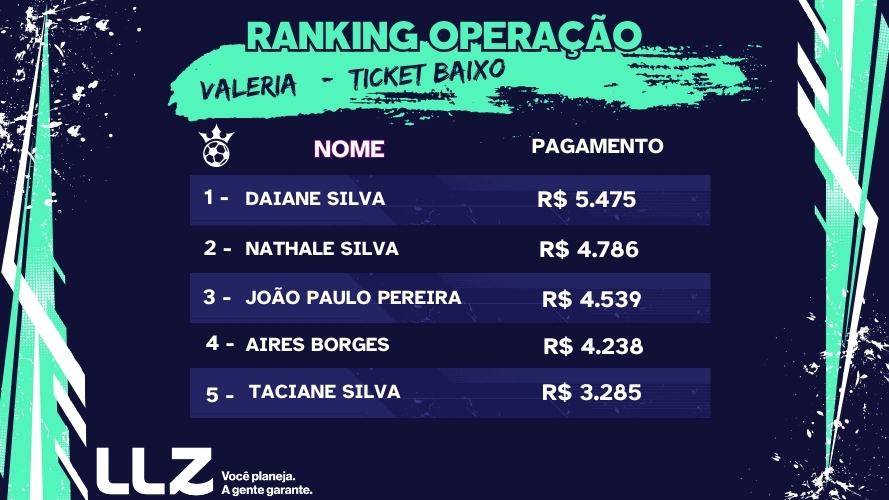 RANKING OPERAÇÃO
VALERIA - TICKET BAIXO
NOME PAGAMENTO
1 - DAIANE SILVA R$ 5.475
2 - NATHALE SILVA R$ 4.786
3 - JOÃO PAULO PEREIRA R$ 4.539
4 - AIRES BORGES R$ 4.238
5 - TACIANE SILVA R$ 3.285
LLZ
Você planeja.
A gente garante.